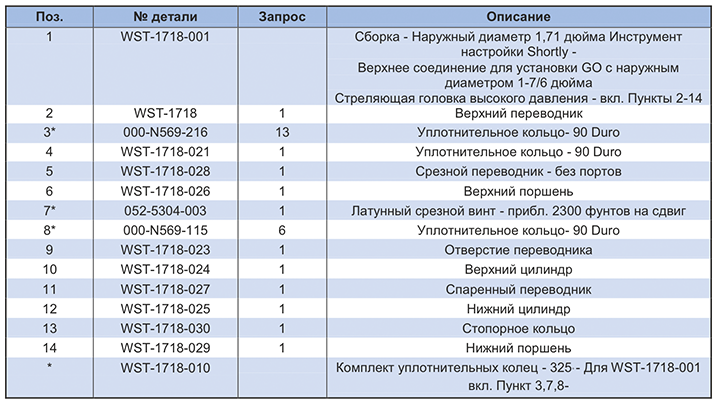 Поз. № детали Запрос Описание
1 WST-1718-001 Сборка - Наружный диаметр 1,71 дюйма Инструмент
настройки Shortly -
Верхнее соединение для установки GO с наружным
диаметром 1-7/6 дюйма
Стреляющая головка высокого давления - вкл. Пункты 2-14
2 WST-1718 1 Верхний переводник
3* 000-N569-216 13 Уплотнительное кольцо- 90 Duro
4 WST-1718-021 1 Уплотнительное кольцо - 90 Duro
5 WST-1718-028 1 Срезной переводник - без портов
6 WST-1718-026 1 Верхний поршень
7* 052-5304-003 1 Латунный срезной винт - прибл. 2300 фунтов на сдвиг
8* 000-N569-115 6 Уплотнительное кольцо- 90 Duro
9 WST-1718-023 1 Отверстие переводника
10 WST-1718-024 1 Верхний цилиндр
11 WST-1718-027 1 Спаренный переводник
12 WST-1718-025 1 Нижний цилиндр
13 WST-1718-030 1 Стопорное кольцо
14 WST-1718-029 1 Нижний поршень
* WST-1718-010 Комплект уплотнительных колец - 325 - Для WST-1718-001
вкл. Пункт 3,7,8-